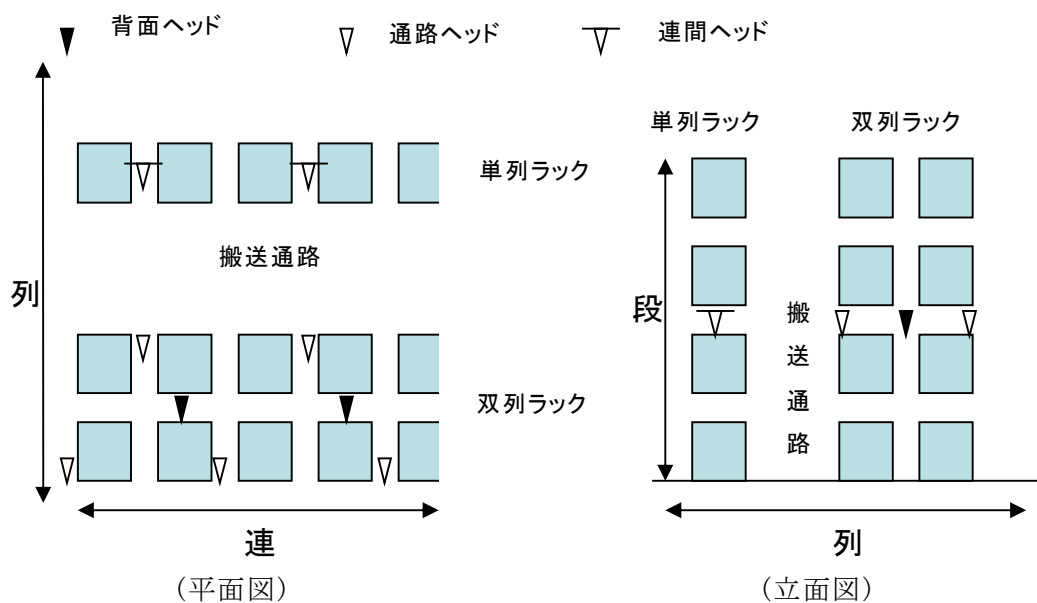 背面ヘッド
通路ヘッド
連間ヘッド
単列ラック
双列ラック
単列ラック
搬送通路
列
段
搬送通路
双列ラック
連
列
(平面図)
(立面図)